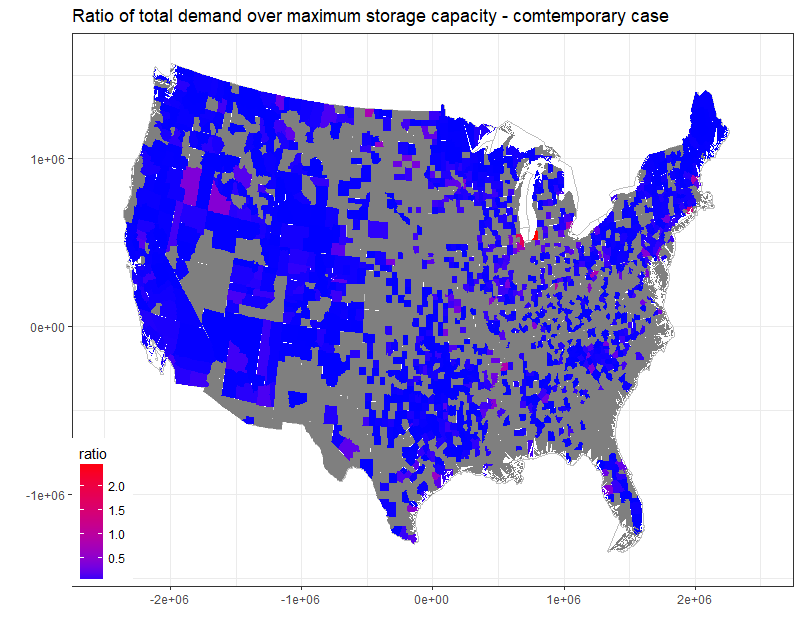 Ratio of total demand over maximum storage capacity - comtemporary case
1e+06
0e+00
-1e+06
ratio
2.0
1.5
1.0
0.5
-2e+06
-1e+06
0e+00
1e+06
2e+06